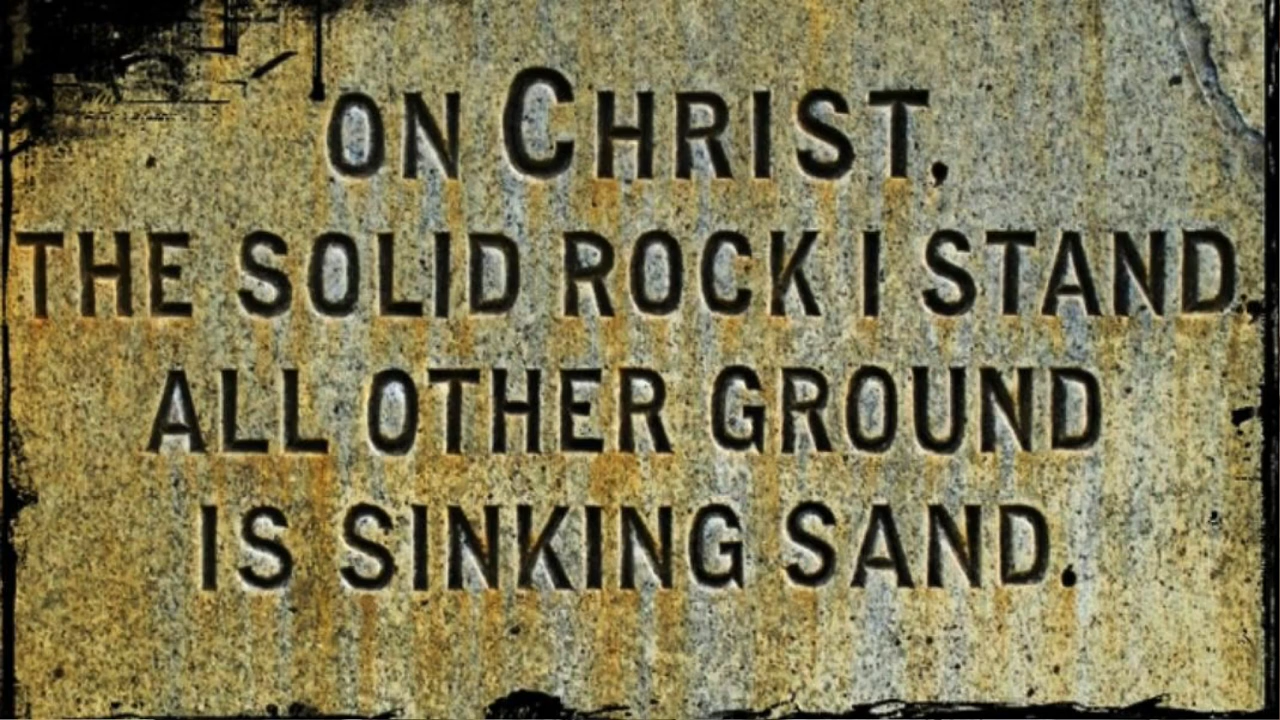 ON CHRIST,
THE SOLID ROCK I STAND,
ALL OTHER GROUND
IS SINKING SAND.